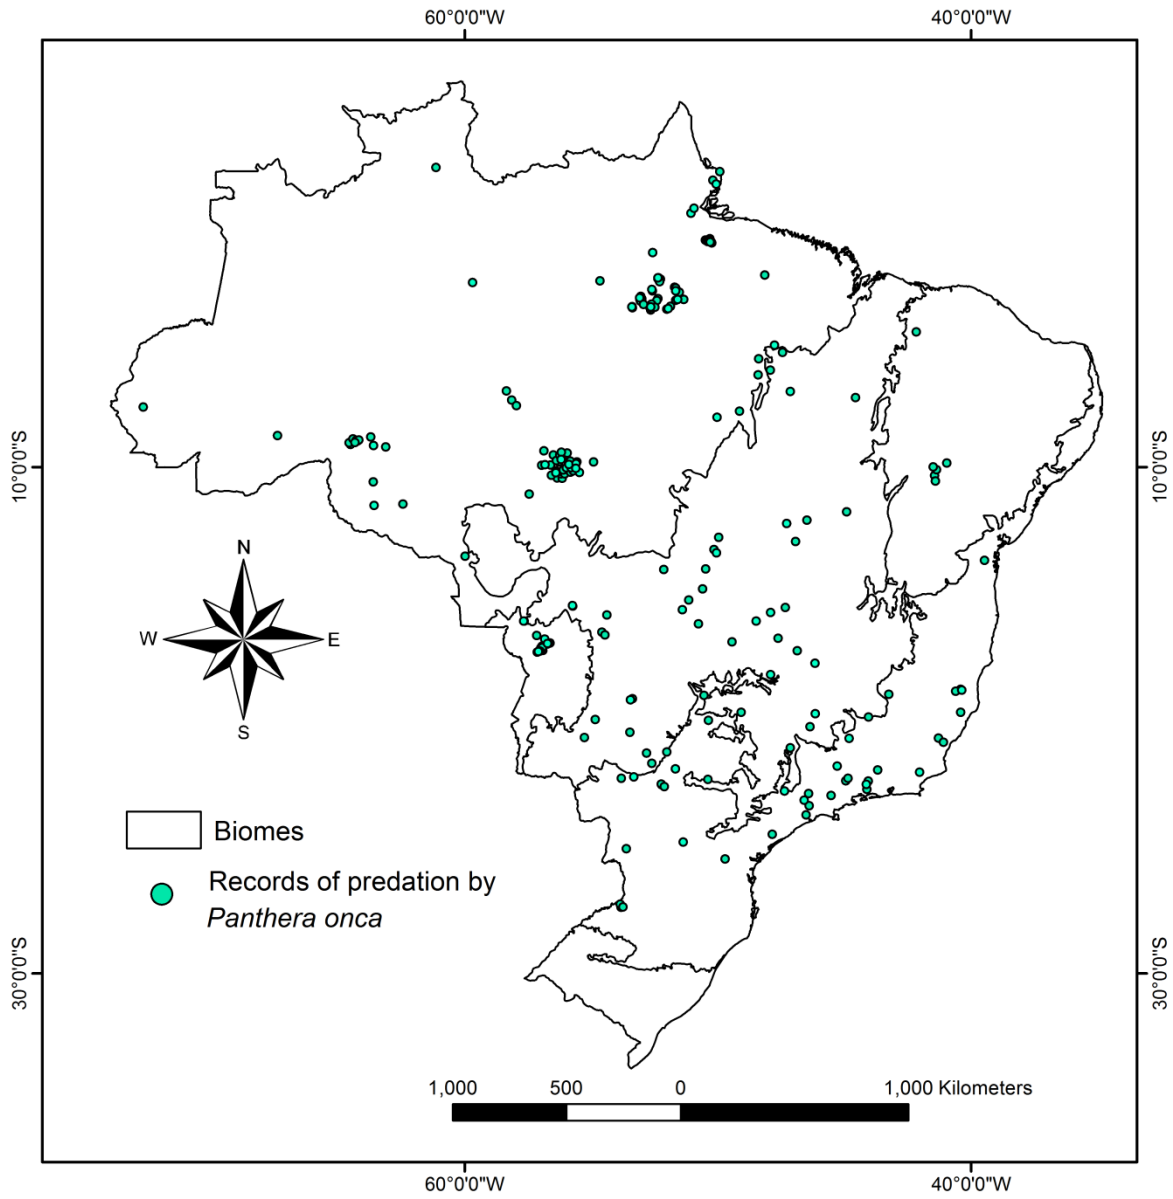 60°0'0"W 40°0'0"W
10°0'0"S 10°0'0"S
N
W E
S
Biomes
Records of predation by
Panthera onca
30°0'0"S 30°0'0"S
1,000 500 0 1,000 Kilometers
60°0'0"W 40°0'0"W